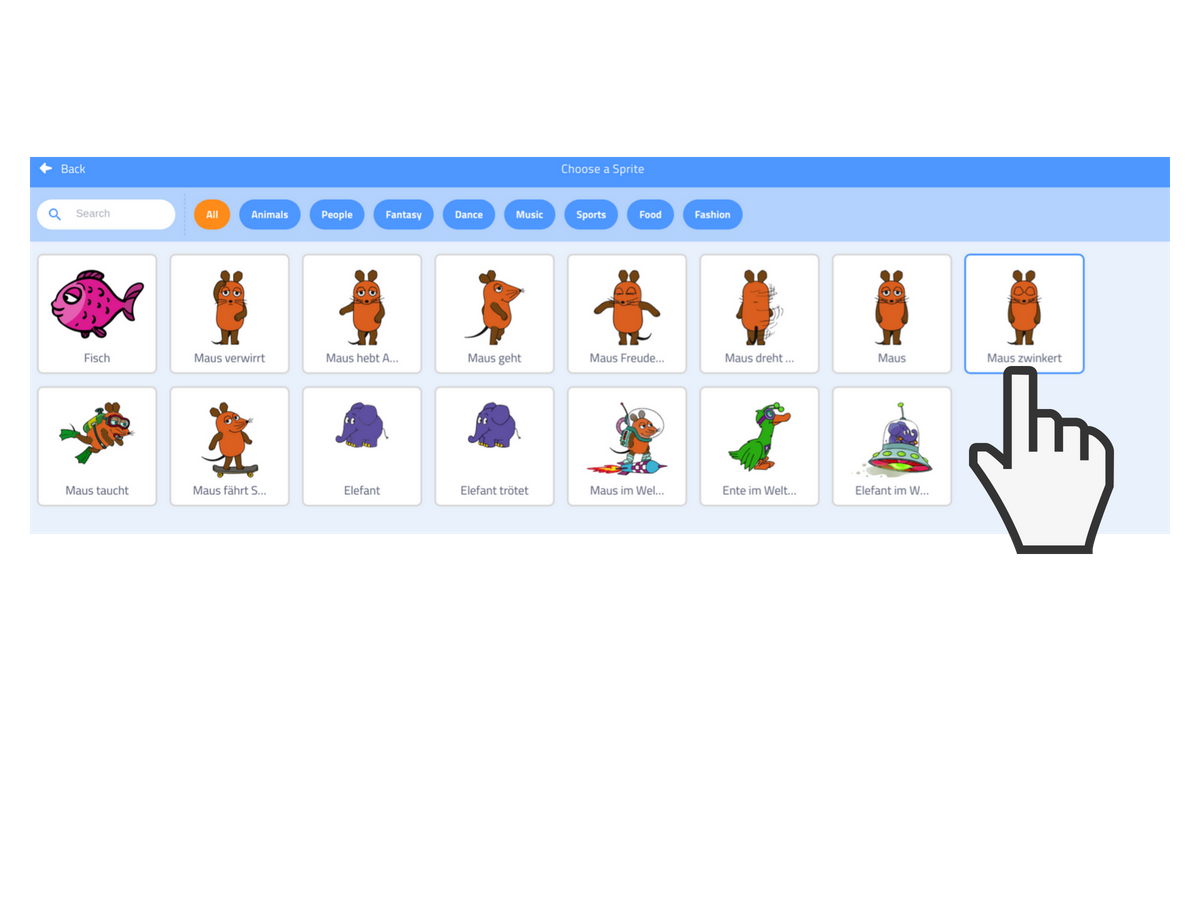 Back
Choose a Sprite
Search
All
Animals
People
Fantasy
Dance
Music
Sports
Food
Fashion
Fisch
Maus verwirrt
Maus hebt A...
Maus geht
Maus Freude...
Maus dreht ...
Maus
Maus zwinkert
Maus taucht
Maus fährt S...
Elefant
Elefant trötet
Maus im Wel...
Ente im Welt...
Elefant im W...